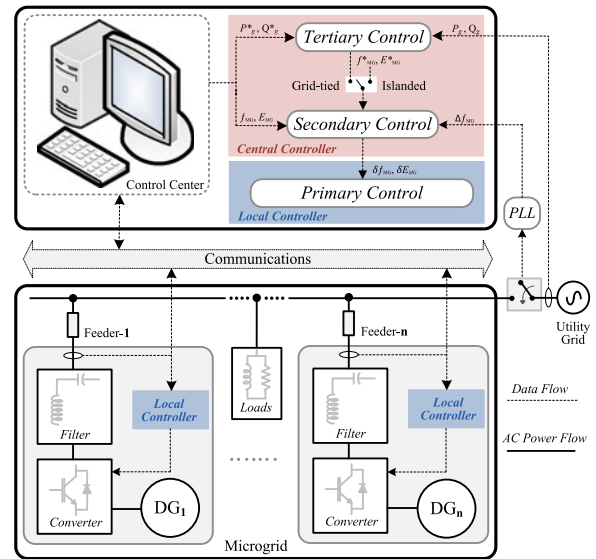 P*g, Q*g
Tertiary Control
Pg, Qg
f*MG, E*MG
Grid-tied
Islanded
fMG, EMG
Secondary Control
ΔfMG
Central Controller
δfMG, δEMG
Control Center
Primary Control
Local Controller
PLL
Communications
Feeder-1
Feeder-n
Utility
Grid
Local
Controller
Loads
Local
Controller
Filter
Filter
Data Flow
AC Power Flow
Converter
DG1
Converter
DGn
Microgrid